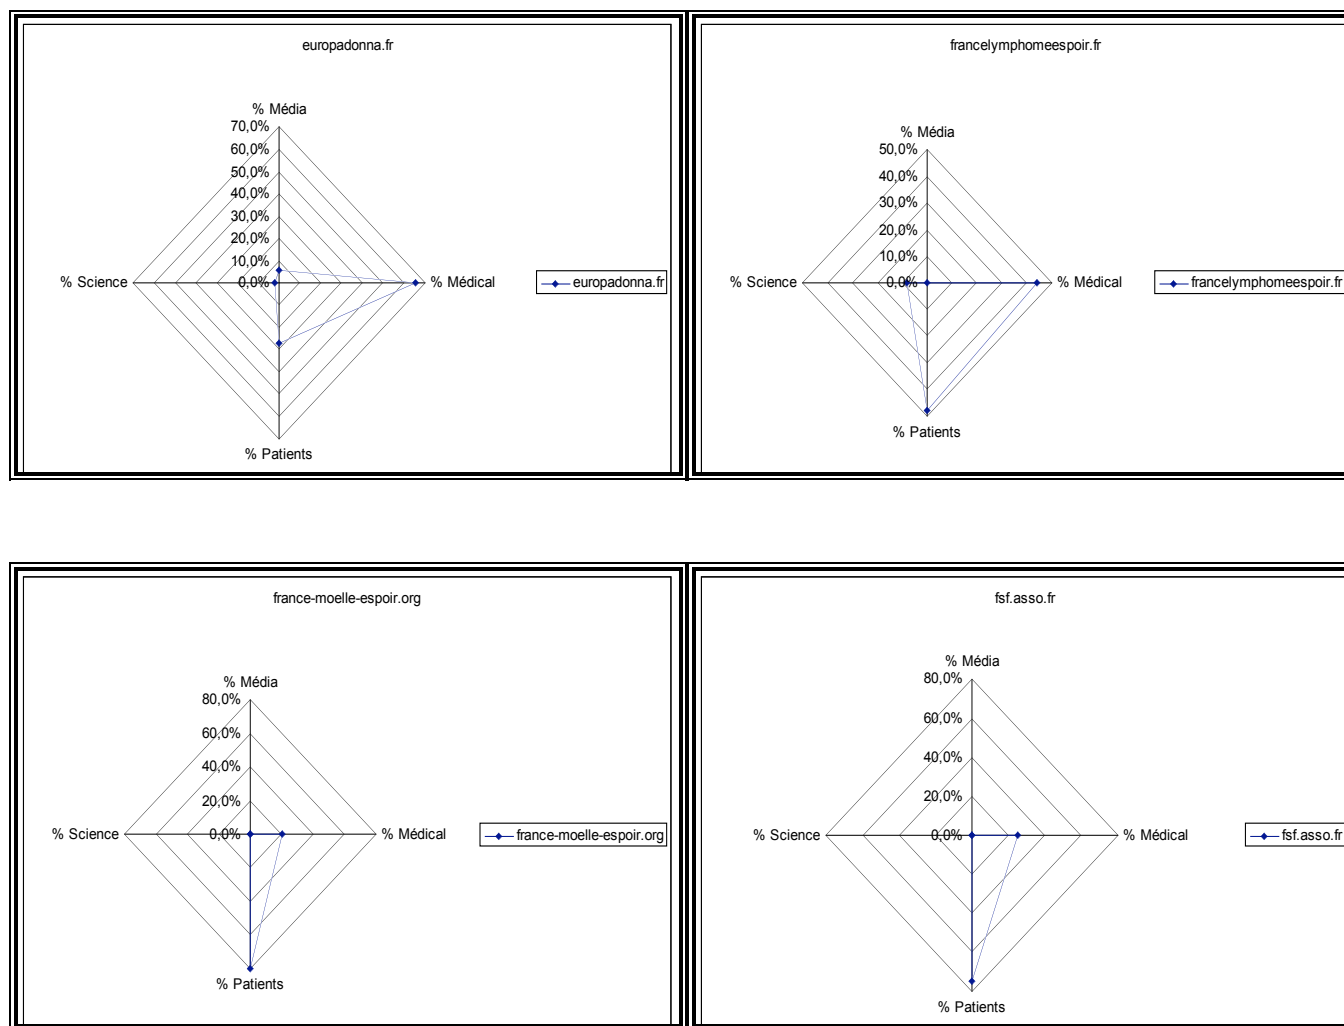 europadonna.fr
% Média
70,0%
60,0%
50,0%
40,0%
30,0%
20,0%
10,0%
0,0%
% Science
% Médical
% Patients
europadonna.fr
francelymphomeespoir.fr
% Média
50,0%
40,0%
30,0%
20,0%
10,0%
0,0%
% Science
% Médical
% Patients
francelymphomeespoir.fr
france-moelle-espoir.org
% Média
80,0%
60,0%
40,0%
20,0%
0,0%
% Science
% Médical
% Patients
france-moelle-espoir.org
fsf.asso.fr
% Média
80,0%
60,0%
40,0%
20,0%
0,0%
% Science
% Médical
% Patients
fsf.asso.fr